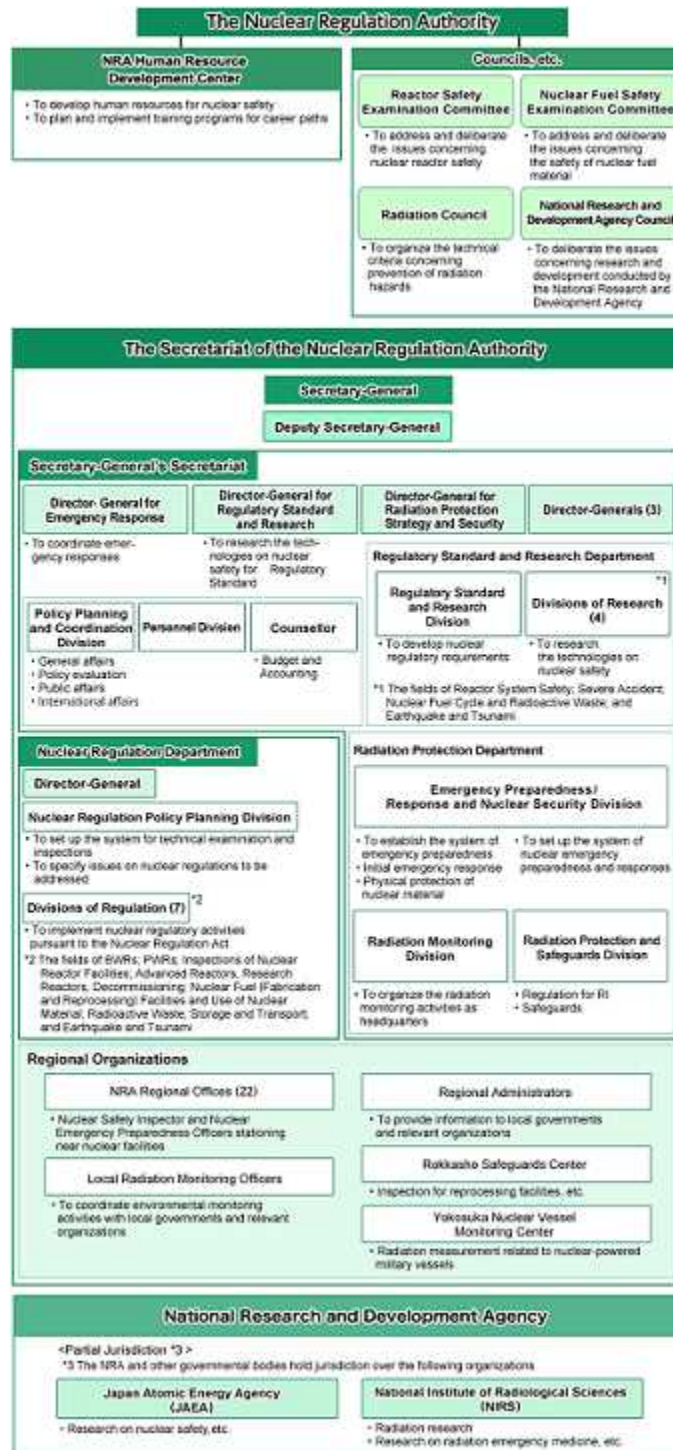 The Nuclear Regulation Authority
NRA Human Resource
Development Center
• To develop human resources for nuclear safety
• To plan and implement training programs for career paths
Councils, etc.
Reactor Safety
Examination Committee
• To address and deliberate
the issues concerning
nuclear reactor safety
Nuclear Fuel Safety
Examination Committee
• To address and deliberate
the issues concerning
the safety of nuclear fuel
material
Radiation Council
• To organize the technical
criteria concerning
prevention of radiation
hazards
National Research and
Development Agency Council
• To deliberate the issues
concerning research and
development conducted by
the National Research and
Development Agency
The Secretariat of the Nuclear Regulation Authority
Secretary-General
Deputy Secretary-General
Secretary-General's Secretariat
Director- General for
Emergency Response
• To coordinate emer-
gency responses
Director-General for
Regulatory Standard
and Research
• To research the tech-
nologies on nuclear
safety for Regulatory
Standard
Director-General for
Radiation Protection
Strategy and Security
Director-Generals (3)
Policy Planning
and Coordination
Division
• General affairs
• Policy evaluation
• Public affairs
• International affairs
Personnel Division
Counsellor
• Budget and
Accounting
Regulatory Standard and Research Department
Regulatory Standard
and Research
Division
• To develop nuclear
regulatory requirements
*1
Divisions of Research
(4)
• To research
the technologies on
nuclear safety
*1 The fields of Reactor System Safety; Severe Accident;
Nuclear Fuel Cycle and Radioactive Waste; and
Earthquake and Tsunami
Nuclear Regulation Department
Director-General
Nuclear Regulation Policy Planning Division
• To set up the system for technical examination and
inspections
• To specify issues on nuclear regulations to be
addressed
Divisions of Regulation (7) *2
• To implement nuclear regulatory activities
pursuant to the Nuclear Regulation Act
*2 The fields of BWRs; PWRs; Inspections of Nuclear
Reactor Facilities; Advanced Reactors, Research
Reactors, Decommissioning; Nuclear Fuel (Fabrication
and Reprocessing) Facilities and Use of Nuclear
Material; Radioactive Waste, Storage and Transport;
and Earthquake and Tsunami
Radiation Protection Department
Emergency Preparedness/
Response and Nuclear Security Division
• To establish the system of
emergency preparedness
• Initial emergency response
• Physical protection of
nuclear material
• To set up the system of
nuclear emergency
preparedness and responses
Radiation Monitoring
Division
• To organize the radiation
monitoring activities as
headquarters
Radiation Protection and
Safeguards Division
• Regulation for RI
• Safeguards
Regional Organizations
NRA Regional Offices (22)
• Nuclear Safety Inspector and Nuclear
Emergency Preparedness Officers stationing
near nuclear facilities
Local Radiation Monitoring Officers
• To coordinate environmental monitoring
activities with local governments and relevant
organizations
Regional Administrators
• To provide information to local governments
and relevant organizations
Rokkasho Safeguards Center
• Inspection for reprocessing facilities, etc.
Yokosuka Nuclear Vessel
Monitoring Center
• Radiation measurement related to nuclear-powered
military vessels
National Research and Development Agency
<Partial Jurisdiction *3 >
*3 The NRA and other governmental bodies hold jurisdiction over the following organizations
Japan Atomic Energy Agency
(JAEA)
• Research on nuclear safety, etc.
National Institute of Radiological Sciences
(NIRS)
• Radiation research
• Research on radiation emergency medicine, etc.